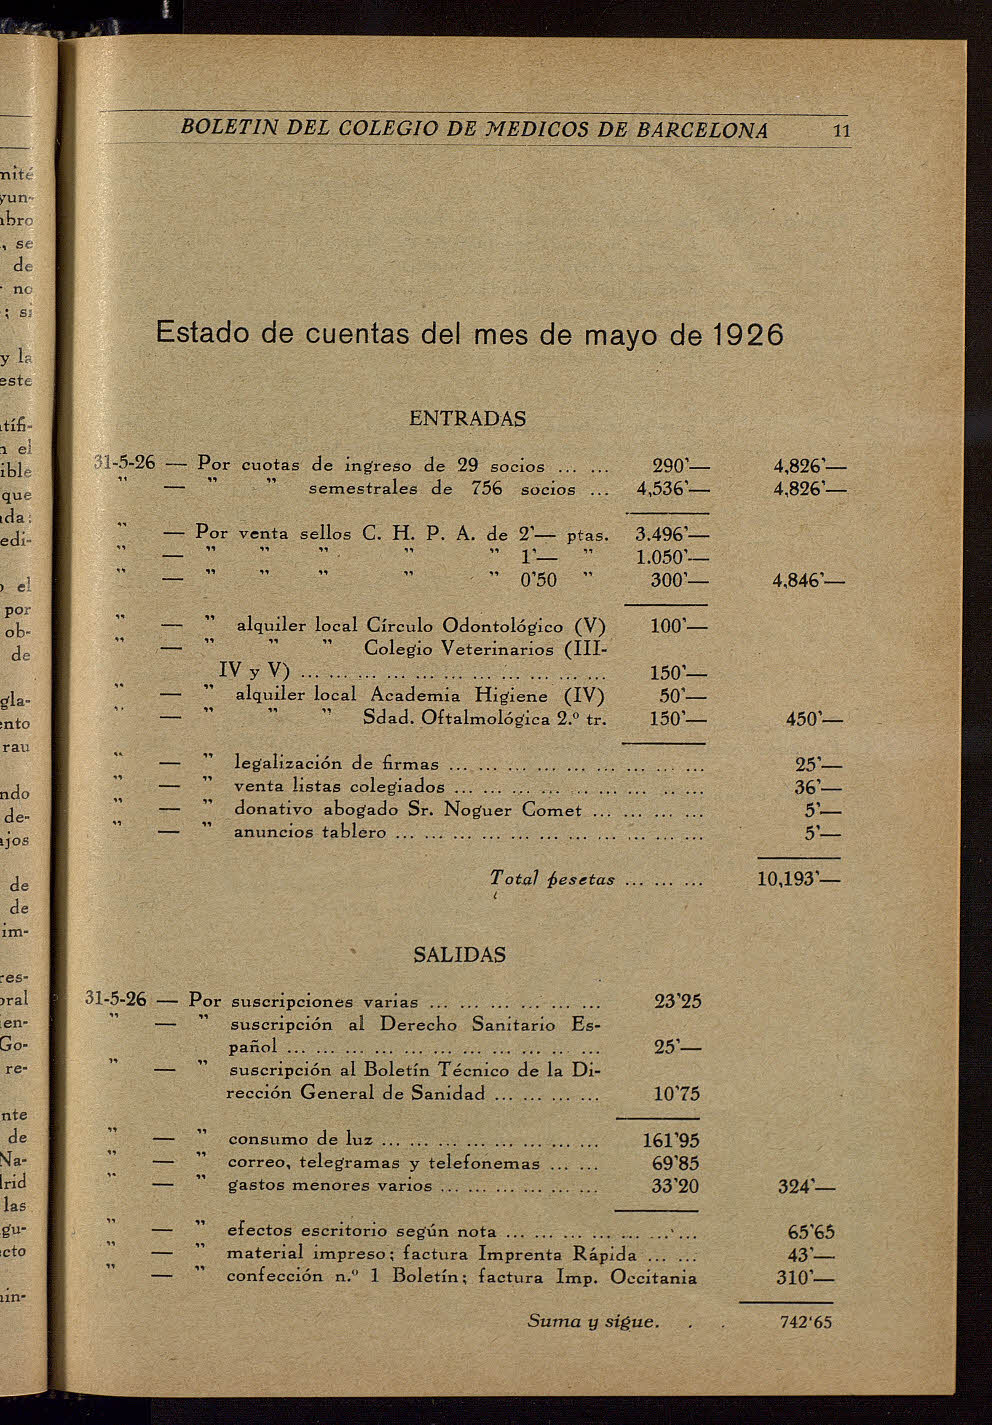 BOLETIN DEL COLEGIO DE MEDICOS DE BARCELONA 11
Estado de cuentas del mes de mayo de 1926
ENTRADAS
31-5-26 — Por cuotas de ingreso de 29 socios ... ... 290'— 4,826'—
" — " " semestrales de 756 socios ... 4,536'— 4,826'—
" — Por venta sellos C. H. P. A. de 2'— ptas. 3.496'—
" — " " " " " 1'— " 1.050'—
" — " " " " " 0'50 " 300'— 4,846'—
" — " alquiler local Círculo Odontológico (V) 100'—
" — " " " Colegio Veterinarios (III-
IV y V) ... ... ... ... ... ... ... ... ... ... ... 150'—
" — " alquiler local Academia Higiene (IV) 50'—
" — " " " Sdad. Oftalmológica 2.º tr. 150'— 450'—
" — " legalización de firmas ... ... ... ... ... ... ... ... ... 25'—
" — " venta listas colegiados ... ... ... ... ... ... ... ... ... 36'—
" — " donativo abogado Sr. Noguer Comet ... ... ... ... 5'—
" — " anuncios tablero ... ... ... ... ... ... ... ... ... ... ... 5'—
Total pesetas ... ... ... 10,193'—
SALIDAS
31-5-26 — Por suscripciones varias ... ... ... ... ... ... 23'25
" — " suscripción al Derecho Sanitario Es-
pañol ... ... ... ... ... ... ... ... ... ... ... 25'—
" — " suscripción al Boletín Técnico de la Di-
rección General de Sanidad ... ... ... ... 10'75
" — " consumo de luz ... ... ... ... ... ... ... ... 161'95
" — " correo, telegramas y telefonemas ... ... 69'85
" — " gastos menores varios ... ... ... ... ... ... 33'20 324'—
" — " efectos escritorio según nota ... ... ... ... ... ... ... 65'65
" — " material impreso; factura Imprenta Rápida ... ... 43'—
" — " confección n.º 1 Boletín; factura Imp. Occitania 310'—
Suma y sigue. . . 742'65